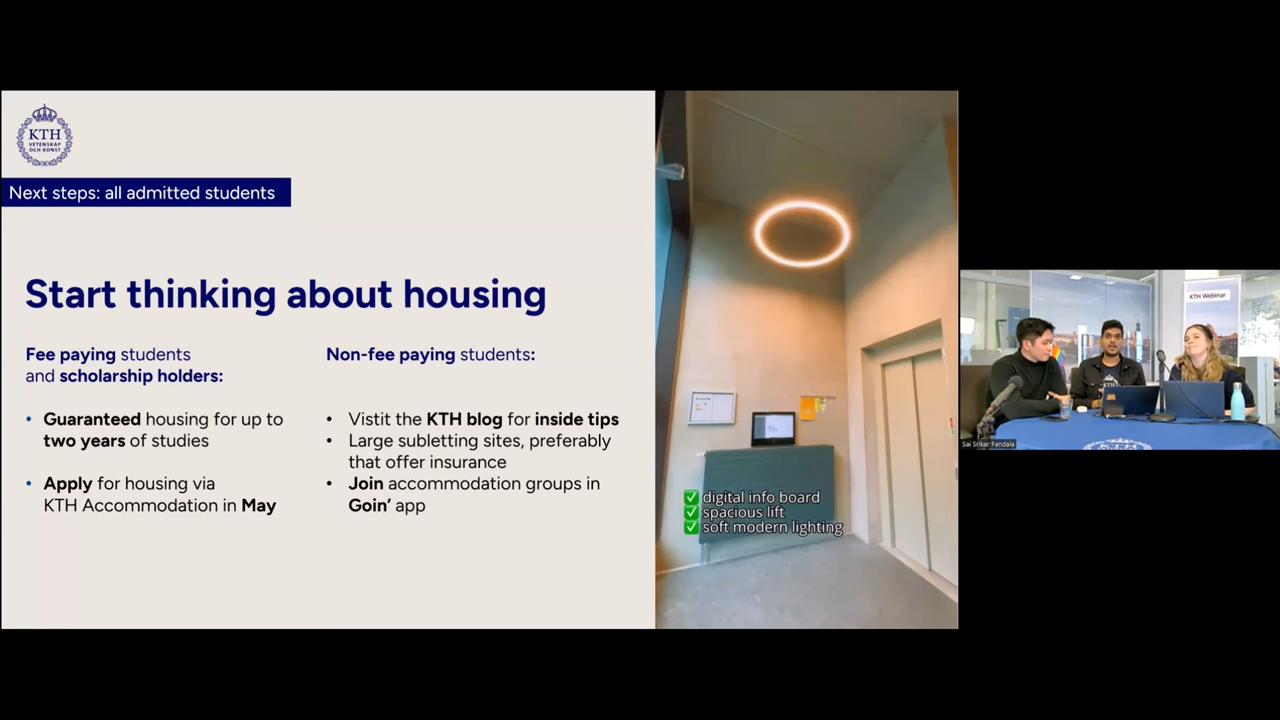 KTH
VETENSKAP
OCH KONST
Next steps: all admitted students
Start thinking about housing
Fee paying students
and scholarship holders:
• Guaranteed housing for up to
two years of studies
• Apply for housing via
KTH Accommodation in May
Non-fee paying students:
• Vistit the KTH blog for inside tips
• Large subletting sites, preferably
that offer insurance
• Join accommodation groups in
Goin’ app
✅ digital info board
✅ spacious lift
✅ soft modern lighting
KTH Webinar
KTH
Sai Srikar Pandala
KTH